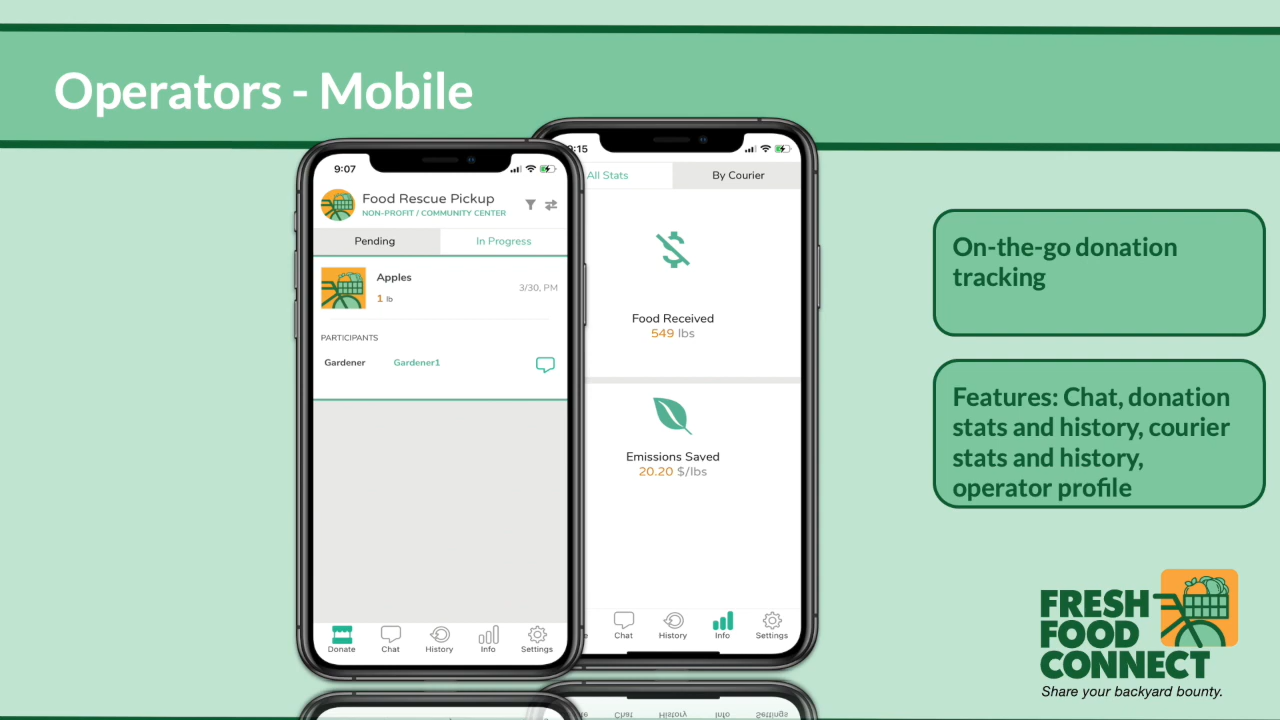 Operators - Mobile
9:07
Food Rescue Pickup
NON-PROFIT / COMMUNITY CENTER
Pending
In Progress
Apples
1 lb
3/30, PM
PARTICIPANTS
Gardener
Gardener1
Donate
Chat
History
Info
Settings
9:15
All Stats
By Courier
Food Received
549 lbs
Emissions Saved
20.20 $/lbs
Chat
History
Info
Settings
On-the-go donation
tracking
Features: Chat, donation
stats and history, courier
stats and history,
operator profile
FRESH
FOOD
CONNECT
Share your backyard bounty.